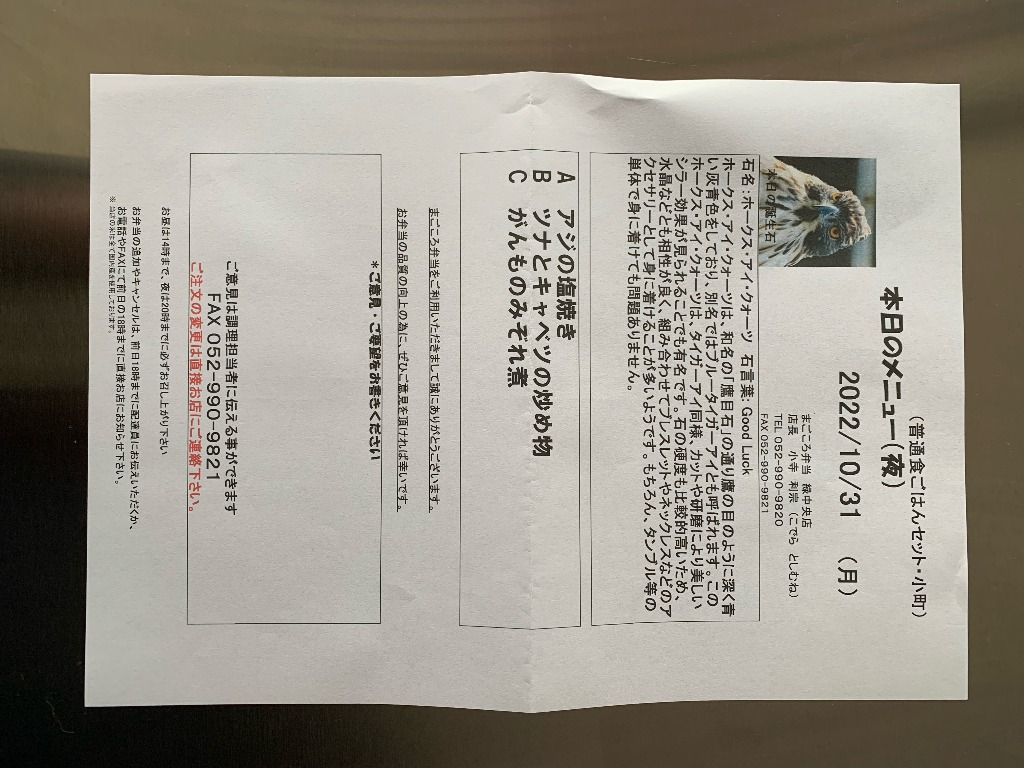 (普通食ごはんセット・小町)
本日のメニュー(夜)
2022/10/31 (月)
まごころ弁当 緑中央店
店長 小寺 利宗 (こでら としむね)
TEL 052-990-9820
FAX 052-990-9821
本日の誕生石
石名:ホークス・アイ・クォーツ 石言葉: Good Luck
ホークス・アイ・クォーツは、和名の「鷹目石」の通り鷹の目のように深く青
い灰青色をしており、別名ではブルータイガーアイとも呼ばれます。この
ホークス・アイ・クォーツは、タイガーアイ同様、カットや研磨により美しい
シラー効果が見られることでも有名です。石の硬度も比較的高いため、
水晶などとも相性が良く、組み合わせてブレスレットやネックレスなどのア
クセサリーとして身に着けることが多いようです。もちろん、タンブル等の
単体で身に着けても問題ありません。
A アジの塩焼き
B ツナとキャベツの炒め物
C がんものみぞれ煮
まごころ弁当をご利用いただきまして誠にありがとうございます。
お弁当の品質の向上の為に、ぜひご意見を頂ければ幸いです。
*ご意見・ご要望をお書きください
ご意見は調理担当者に伝える事ができます
FAX 052-990-9821
ご注文の変更は直接お店にご連絡下さい。
お昼は14時まで、夜は20時までに必ずお召し上がり下さい
お弁当の追加やキャンセルは、前日18時までに配達員にお伝えいただくか、
お電話やFAXにて前日の18時までに直接お店にお知らせ下さい。
※ 当店の米は全て国内産を使用しております。